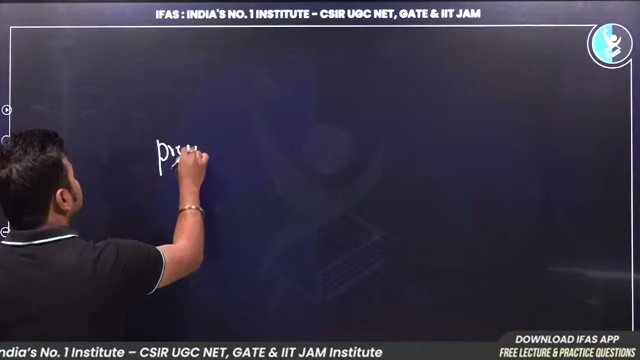 IFAS : INDIA'S NO. 1 INSTITUTE - CSIR UGC NET, GATE & IIT JAM
DOWNLOAD IFAS APP
ndia's No. 1 Institute – CSIR UGC NET, GATE & IIT JAM Institute
FREE LECTURE & PRACTICE QUESTIONS